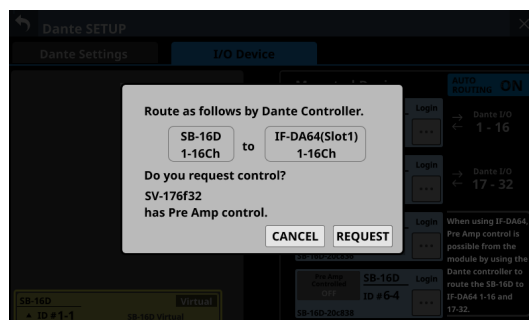 Dante SETUP
Dante Settings
I/O Device
AUTO-
ROUTING ON
Login
Dante I/O
1 - 16
Login
Dante I/O
17 - 32
Route as follows by Dante Controller.
SB-16D
1-16Ch
to
IF-DA64(Slot1)
1-16Ch
Do you request control?
SV-176f32
has Pre Amp control.
CANCEL
REQUEST
Login
When using IF-DA64,
Pre Amp control is
possible from the
module by using the
Dante controller to
route the SB-16D to
IF-DA64 1-16 and
17-32.
Pre Amp
Controlled
OFF
SB-16D
ID # 6-4
Login
SB-16D-20c838
SB-16D
Virtual
ID # 1-1
SB-16D Virtual